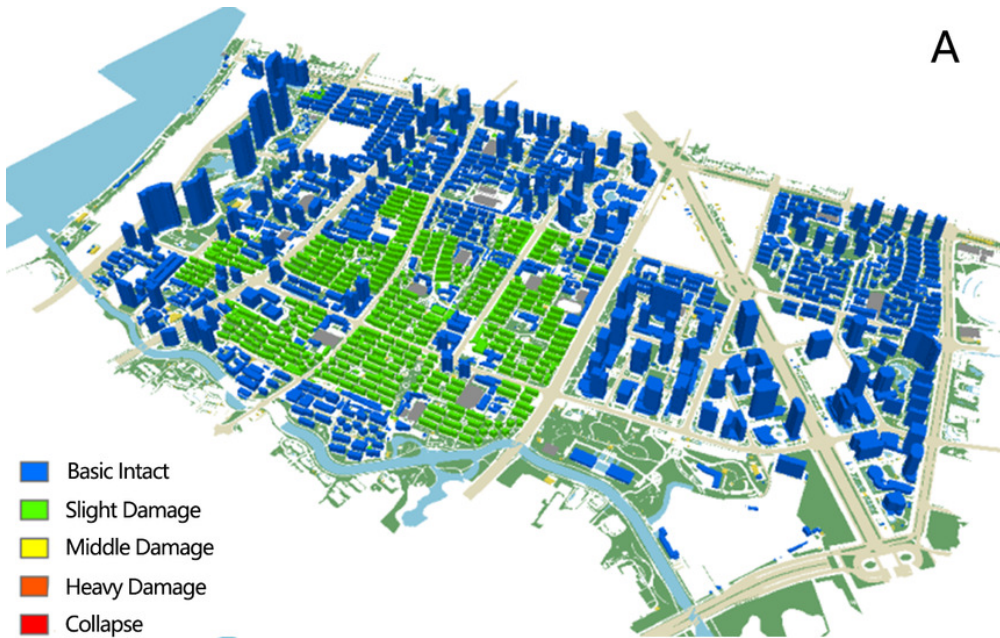 A
Basic Intact
Slight Damage
Middle Damage
Heavy Damage
Collapse